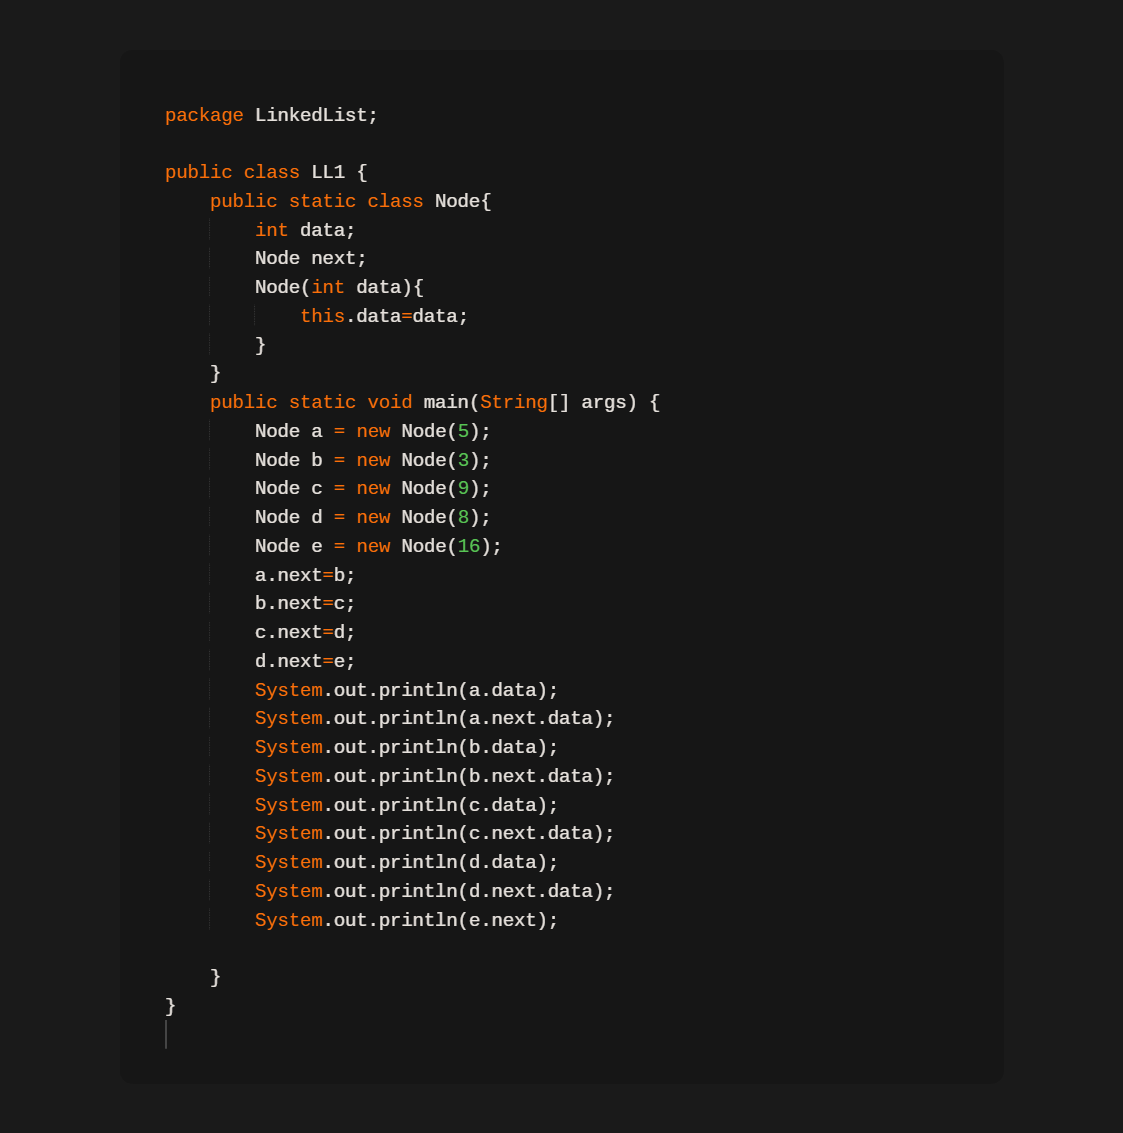 package LinkedList;

public class LL1 {
    public static class Node{
        int data;
        Node next;
        Node(int data){
            this.data=data;
        }
    }
    public static void main(String[] args) {
        Node a = new Node(5);
        Node b = new Node(3);
        Node c = new Node(9);
        Node d = new Node(8);
        Node e = new Node(16);
        a.next=b;
        b.next=c;
        c.next=d;
        d.next=e;
        System.out.println(a.data);
        System.out.println(a.next.data);
        System.out.println(b.data);
        System.out.println(b.next.data);
        System.out.println(c.data);
        System.out.println(c.next.data);
        System.out.println(d.data);
        System.out.println(d.next.data);
        System.out.println(e.next);

    }
}